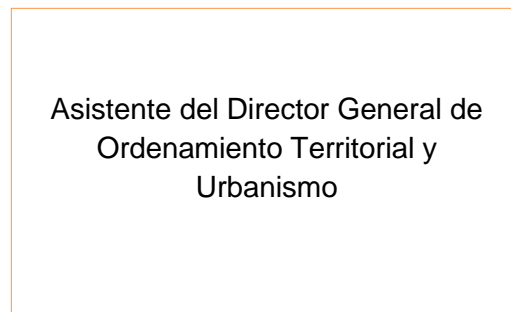 Asistente del Director General de
Ordenamiento Territorial y
Urbanismo